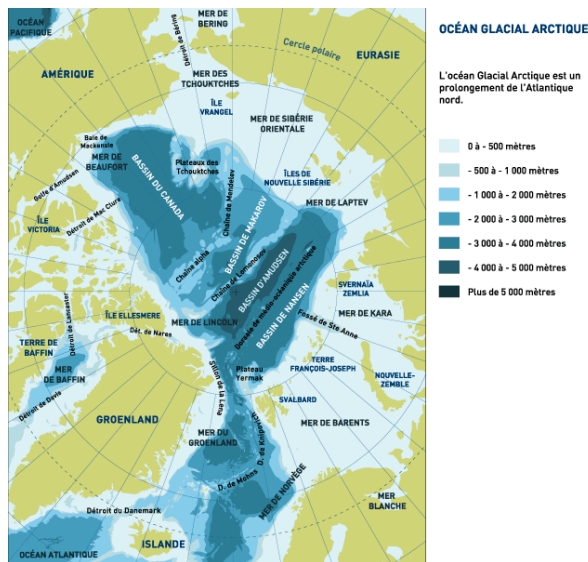 OCÉAN GLACIAL ARCTIQUE
L'océan Glacial Arctique est un
prolongement de l'Atlantique
nord.
0 à - 500 mètres
- 500 à - 1 000 mètres
- 1 000 à - 2 000 mètres
- 2 000 à - 3 000 mètres
- 3 000 à - 4 000 mètres
- 4 000 à - 5 000 mètres
Plus de 5 000 mètres
OCÉAN
PACIFIQUE
MER DE
BERING
Détroit de Béring
Cercle polaire
EURASIE
AMÉRIQUE
MER DES
TCHOUKTCHES
ÎLE
VRANGEL
MER DE SIBÉRIE
ORIENTALE
Baie de
Mackensie
MER DE
BEAUFORT
Plateaux des
Tchouktches
BASSIN DU CANADA
Golfe d'Amudsen
Détroit de Mac Clure
ÎLE
VICTORIA
Chaîne de Mendelev
ÎLES DE
NOUVELLE SIBÉRIE
MER DE LAPTEV
BASSIN DE MAKAROV
Chaîne alpha
Chaîne de Lomonosov
BASSIN D'AMUDSEN
Dorsale de médio-océanique arctique
BASSIN DE NANSEN
SVERNAÏA
ZEMLIA
MER DE KARA
Fossé de Ste Anne
Détroit de Lancaster
ÎLE ELLESMERE
Dét. de Nares
MER DE LINCOLN
TERRE DE
BAFFIN
MER
DE BAFFIN
Détroit de Davis
Sillon de la Lena
Plateau
Yermak
TERRE
FRANÇOIS-JOSEPH
NOUVELLE-
ZEMBLE
SVALBARD
GROENLAND
MER DU
GROENLAND
D. de Knipovich
MER DE BARENTS
D. de Mohns
MER DE NORVÈGE
MER
BLANCHE
Détroit du Danemark
ISLANDE
OCÉAN ATLANTIQUE